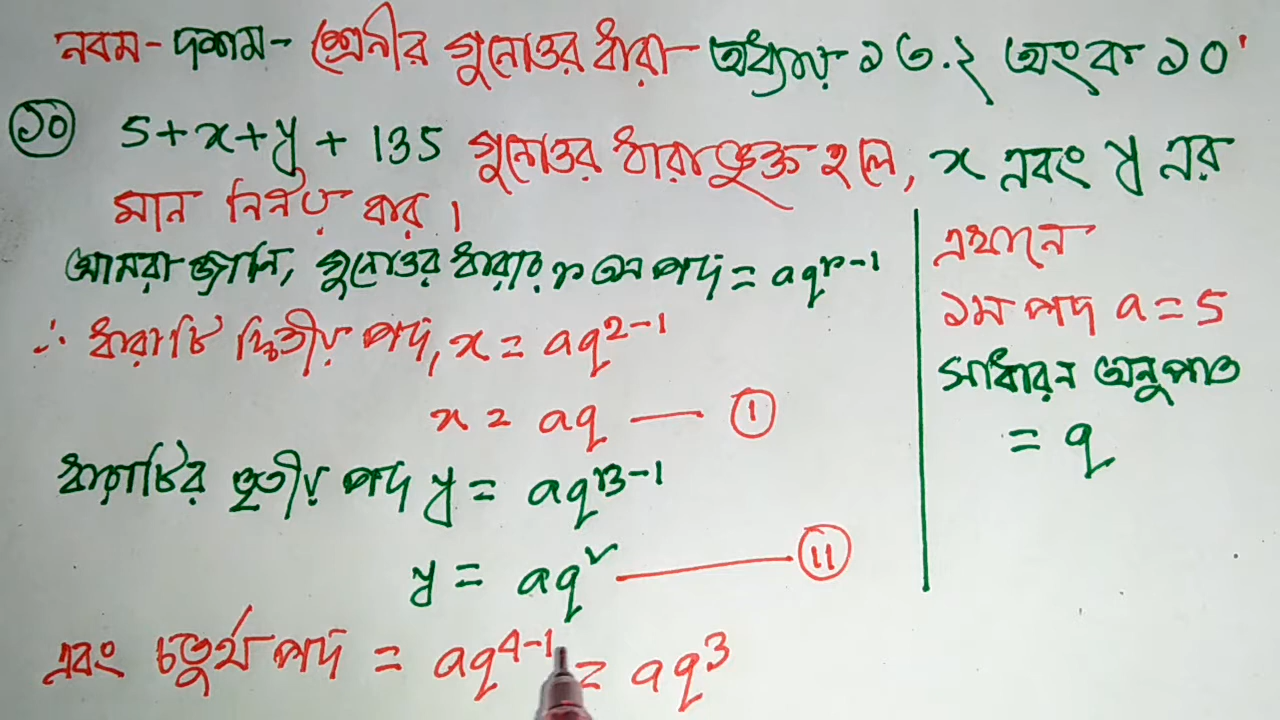 নবম - দশম - শ্রেনীর গুনোত্তর ধারা - অধ্যায় ১৩.২ অংক ১০
১০ 5 + x + y + 135 গুনোত্তর ধারাভুক্ত হলে, x এবং y এর
মান নির্নয় কর।
আমরা জানি, গুনোত্তর ধারার n তম পদ = aqⁿ⁻¹
∴ ধারাটি দ্বিতীয় পদ, x = aq²⁻¹
x = aq — (I)
ধারাটির তৃতীয় পদ y = aq³⁻¹
y = aq² — (II)
এবং চতুর্থ পদ = aq⁴⁻¹ = aq³
এখানে
১ম পদ a = 5
সাধারন অনুপাত
= q